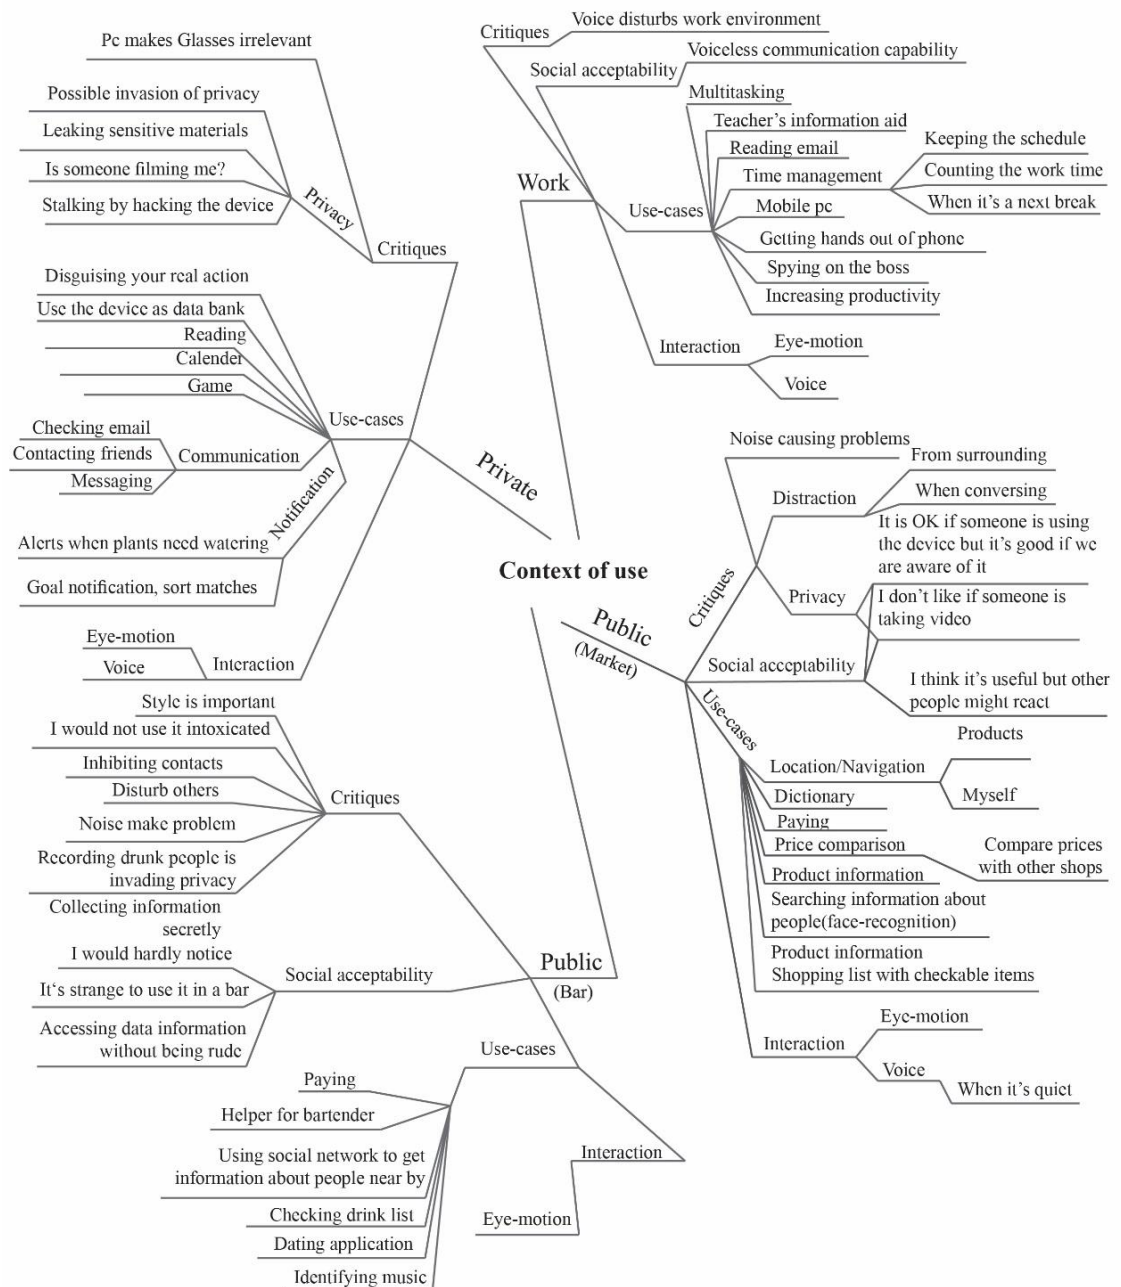 Context of use
Work
Critiques
Voice disturbs work environment
Social acceptability
Voiceless communication capability
Use-cases
Multitasking
Teacher's information aid
Reading email
Time management
Keeping the schedule
Counting the work time
When it's a next break
Mobile pc
Getting hands out of phone
Spying on the boss
Increasing productivity
Interaction
Eye-motion
Voice
Private
Critiques
Pc makes Glasses irrelevant
Privacy
Possible invasion of privacy
Leaking sensitive materials
Is someone filming me?
Stalking by hacking the device
Use-cases
Disguising your real action
Use the device as data bank
Reading
Calender
Game
Communication
Checking email
Contacting friends
Messaging
Notification
Alerts when plants need watering
Goal notification, sort matches
Interaction
Eye-motion
Voice
Public
(Market)
Critiques
Noise causing problems
Distraction
From surrounding
When conversing
Privacy
It is OK if someone is using
the device but it's good if we
are aware of it
I don't like if someone is
taking video
Social acceptability
I think it's useful but other
people might react
Use-cases
Location/Navigation
Products
Myself
Dictionary
Paying
Price comparison
Compare prices
with other shops
Product information
Searching information about
people(face-recognition)
Product information
Shopping list with checkable items
Interaction
Eye-motion
Voice
When it's quiet
Public
(Bar)
Critiques
Style is important
I would not use it intoxicated
Inhibiting contacts
Disturb others
Noise make problem
Recording drunk people is
invading privacy
Collecting information
secretly
Social acceptability
I would hardly notice
It's strange to use it in a bar
Accessing data information
without being rude
Use-cases
Paying
Helper for bartender
Using social network to get
information about people near by
Checking drink list
Dating application
Identifying music
Interaction
Eye-motion